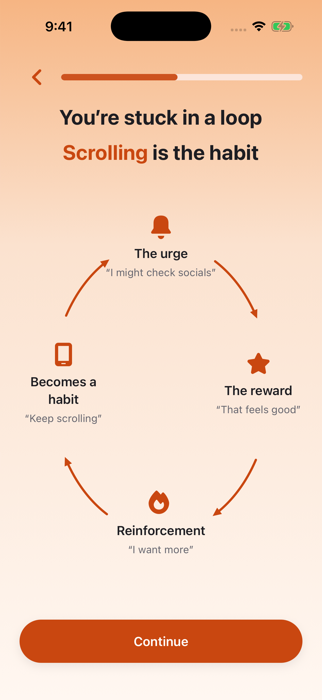 9:41
You’re stuck in a loop
Scrolling is the habit
The urge
“I might check socials”
Becomes a
habit
“Keep scrolling”
The reward
“That feels good”
Reinforcement
“I want more”
Continue